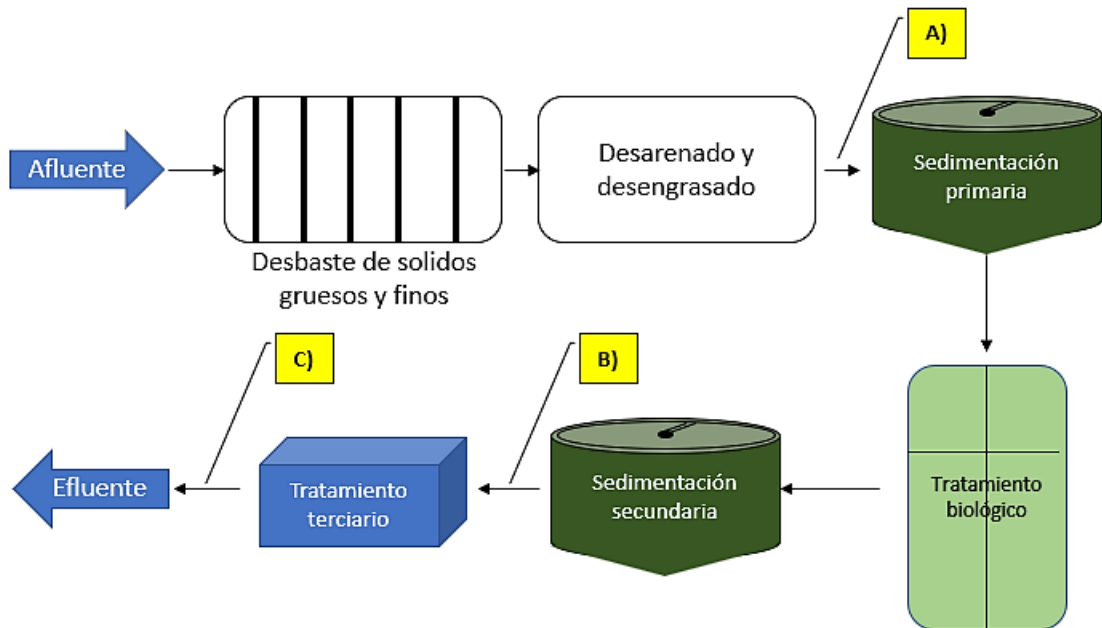 A)
Afluente
Desarenado y
desengrasado
Sedimentación
primaria
Desbaste de solidos
gruesos y finos
C)
B)
Efluente
Tratamiento
terciario
Sedimentación
secundaria
Tratamiento
biológico